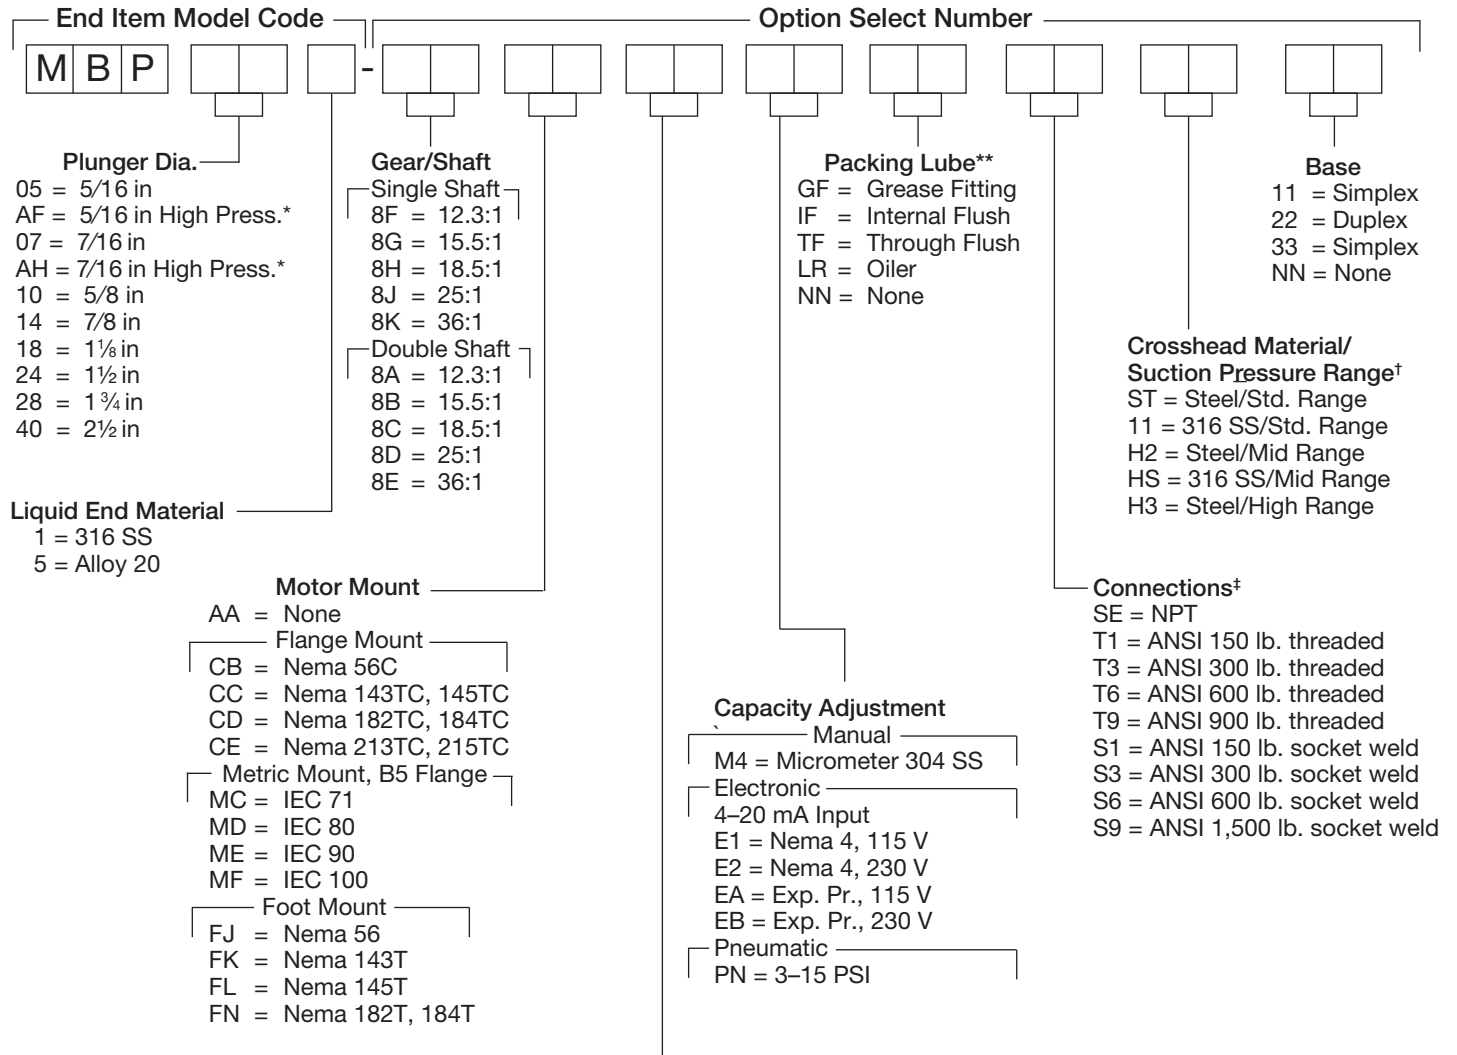 End Item Model Code
Option Select Number
M B P
-
Plunger Dia.
05 = 5/16 in
AF = 5/16 in High Press.*
07 = 7/16 in
AH = 7/16 in High Press.*
10 = 5/8 in
14 = 7/8 in
18 = 1⅛ in
24 = 1½ in
28 = 1¾ in
40 = 2½ in
Liquid End Material
1 = 316 SS
5 = Alloy 20
Gear/Shaft
Single Shaft
8F = 12.3:1
8G = 15.5:1
8H = 18.5:1
8J = 25:1
8K = 36:1
Double Shaft
8A = 12.3:1
8B = 15.5:1
8C = 18.5:1
8D = 25:1
8E = 36:1
Motor Mount
AA = None
Flange Mount
CB = Nema 56C
CC = Nema 143TC, 145TC
CD = Nema 182TC, 184TC
CE = Nema 213TC, 215TC
Metric Mount, B5 Flange
MC = IEC 71
MD = IEC 80
ME = IEC 90
MF = IEC 100
Foot Mount
FJ = Nema 56
FK = Nema 143T
FL = Nema 145T
FN = Nema 182T, 184T
Capacity Adjustment
` Manual
M4 = Micrometer 304 SS
Electronic
4–20 mA Input
E1 = Nema 4, 115 V
E2 = Nema 4, 230 V
EA = Exp. Pr., 115 V
EB = Exp. Pr., 230 V
Pneumatic
PN = 3–15 PSI
Packing Lube**
GF = Grease Fitting
IF = Internal Flush
TF = Through Flush
LR = Oiler
NN = None
Connections‡
SE = NPT
T1 = ANSI 150 lb. threaded
T3 = ANSI 300 lb. threaded
T6 = ANSI 600 lb. threaded
T9 = ANSI 900 lb. threaded
S1 = ANSI 150 lb. socket weld
S3 = ANSI 300 lb. socket weld
S6 = ANSI 600 lb. socket weld
S9 = ANSI 1,500 lb. socket weld
Crosshead Material/
Suction Pressure Range†
ST = Steel/Std. Range
11 = 316 SS/Std. Range
H2 = Steel/Mid Range
HS = 316 SS/Mid Range
H3 = Steel/High Range
Base
11 = Simplex
22 = Duplex
33 = Simplex
NN = None